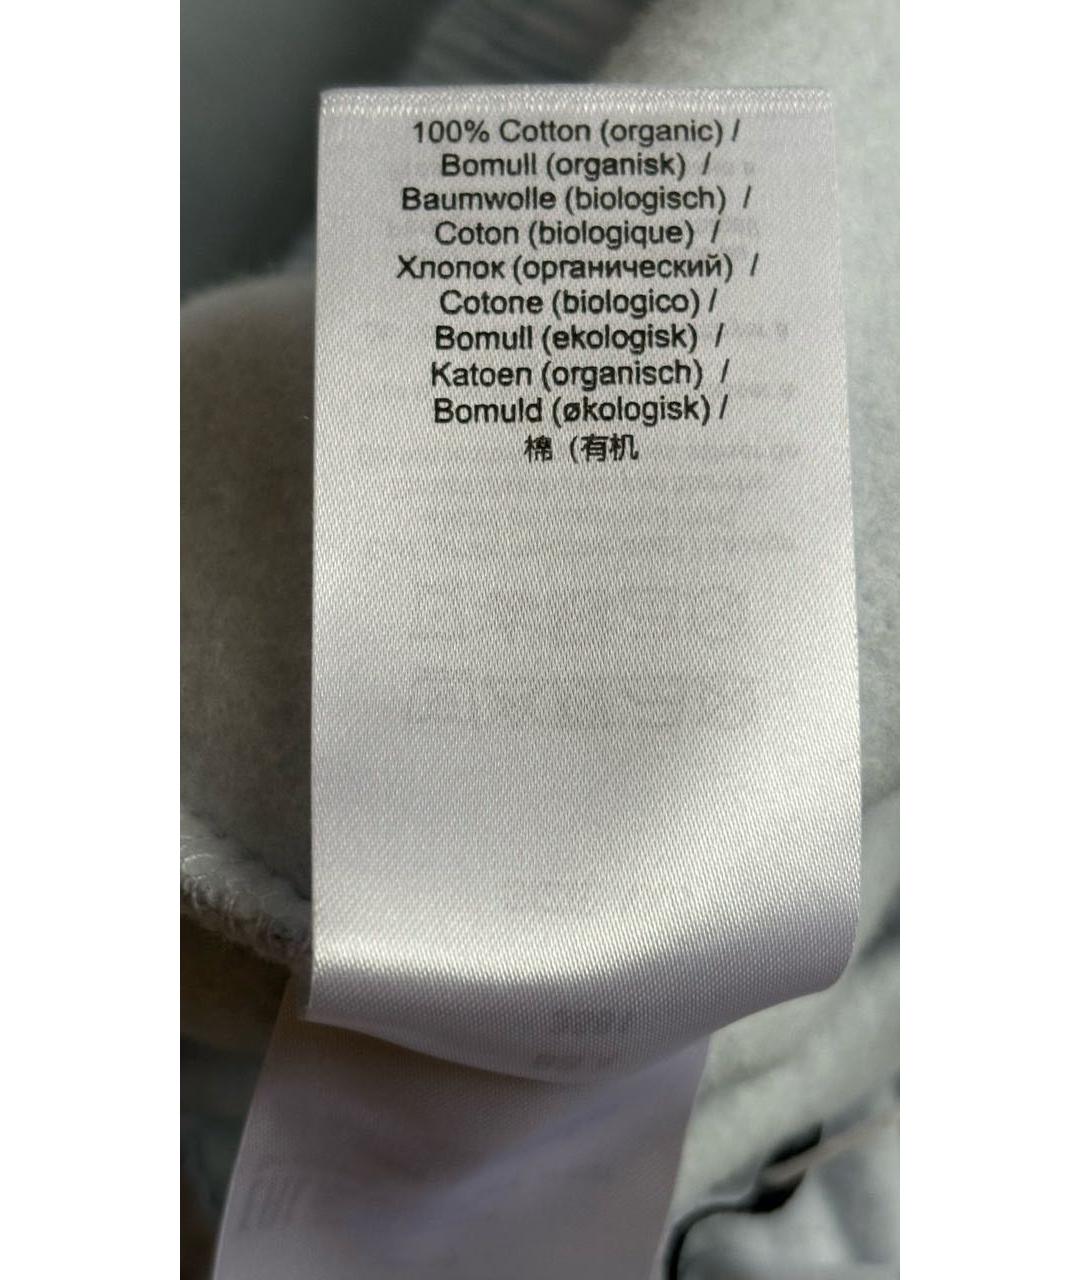 100% Cotton (organic) /
Bomull (organisk) /
Baumwolle (biologisch) /
Coton (biologique) /
Хлопок (органический) /
Cotone (biologico) /
Bomull (ekologisk) /
Katoen (organisch) /
Bomuld (økologisk) /
棉 (有机